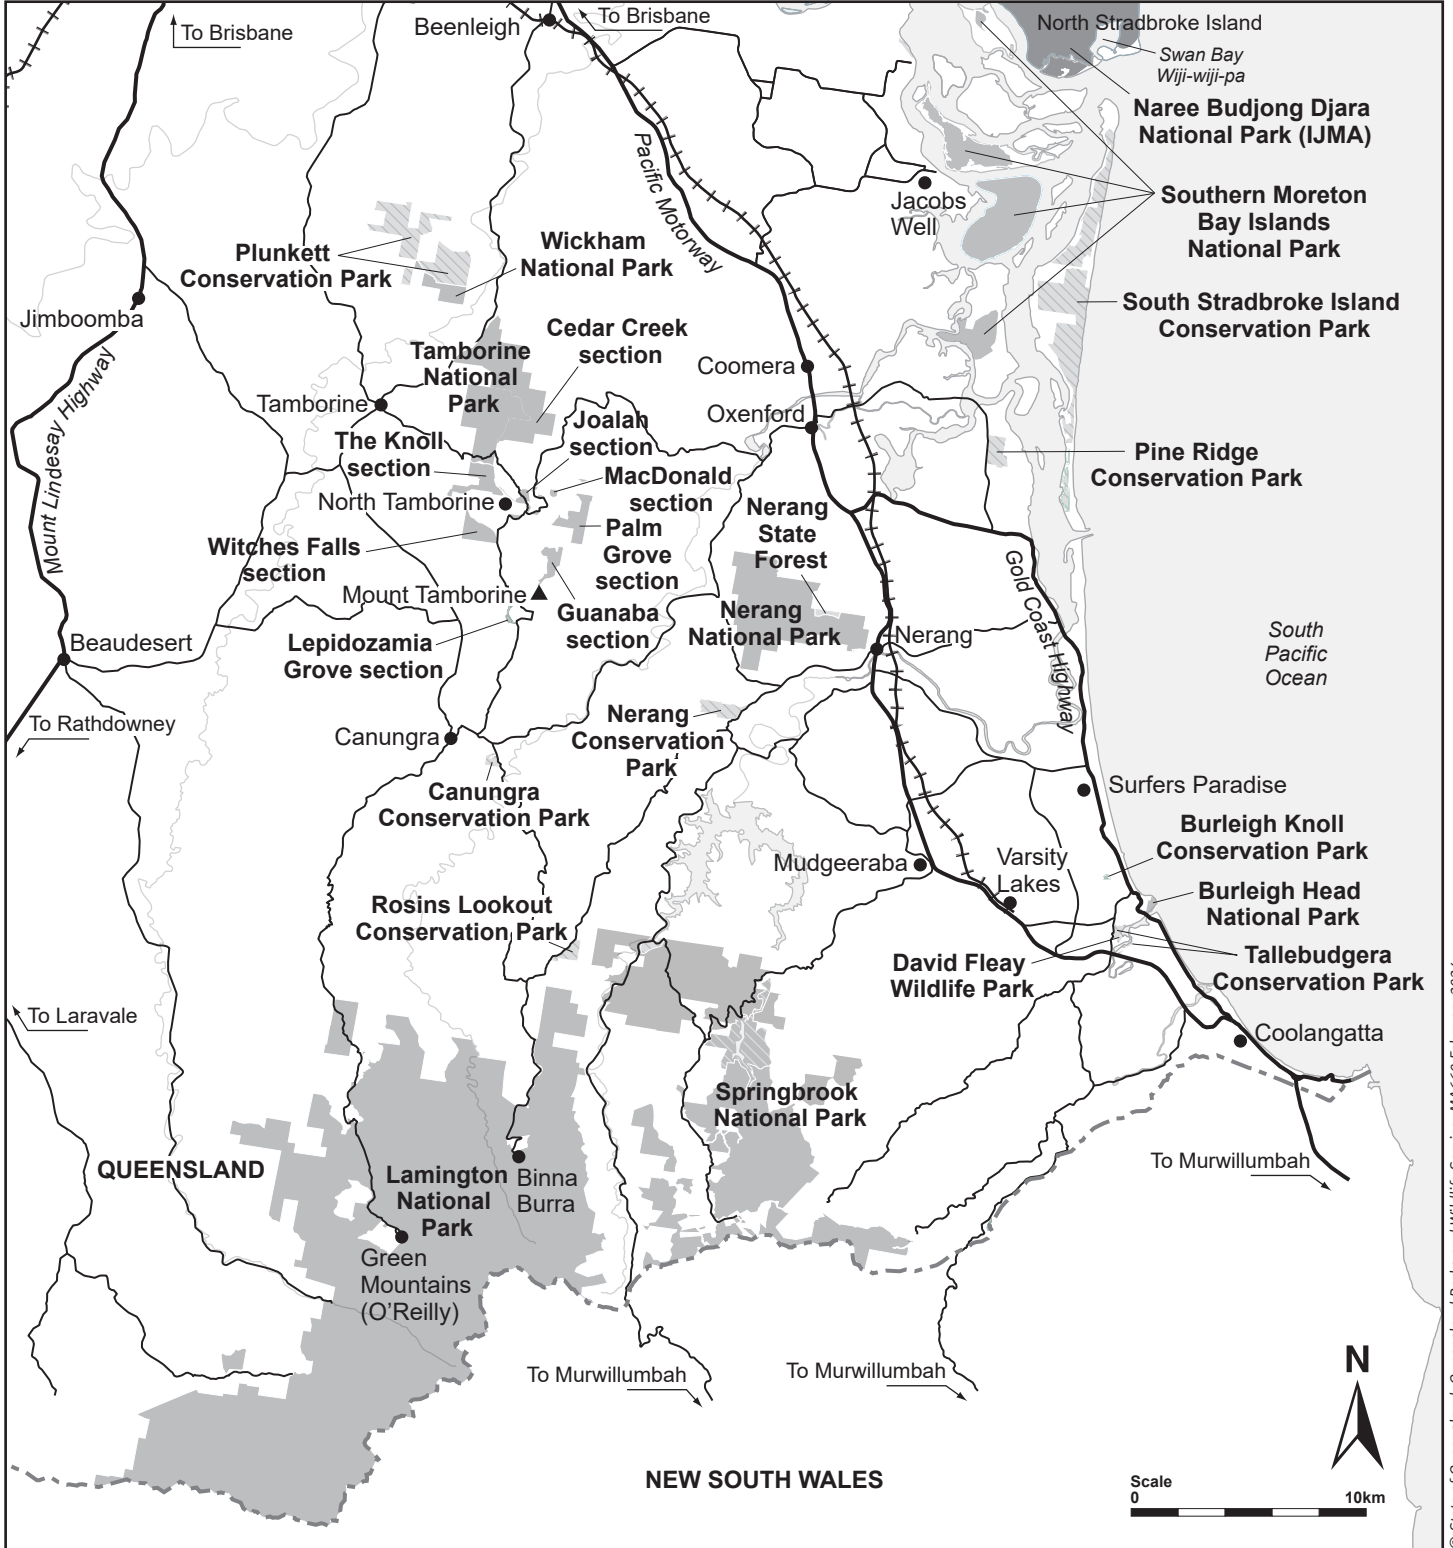 To Brisbane
Beenleigh
To Brisbane
North Stradbroke Island
Swan Bay
Wiji-wiji-pa
Naree Budjong Djara
National Park (IJMA)
Pacific Motorway
Jacobs
Well
Southern Moreton
Bay Islands
National Park
Plunkett
Conservation Park
Wickham
National Park
Jimboomba
South Stradbroke Island
Conservation Park
Cedar Creek
section
Tamborine
National
Park
Coomera
Mount Lindesay Highway
Tamborine
Oxenford
Joalah
section
The Knoll
section
Pine Ridge
Conservation Park
MacDonald
section
North Tamborine
Nerang
State
Forest
Palm
Grove
section
Witches Falls
section
Gold Coast Highway
Mount Tamborine
Guanaba
section
Nerang
National Park
Nerang
Beaudesert
Lepidozamia
Grove section
South
Pacific
Ocean
To Rathdowney
Nerang
Conservation
Park
Canungra
Canungra
Conservation Park
Surfers Paradise
Burleigh Knoll
Conservation Park
Mudgeeraba
Varsity
Lakes
Burleigh Head
National Park
Rosins Lookout
Conservation Park
David Fleay
Wildlife Park
Tallebudgera
Conservation Park
To Laravale
Coolangatta
Springbrook
National Park
QUEENSLAND
Lamington
National
Park
Binna
Burra
To Murwillumbah
Green
Mountains
(O'Reilly)
To Murwillumbah
To Murwillumbah
N
NEW SOUTH WALES
Scale
0 10km